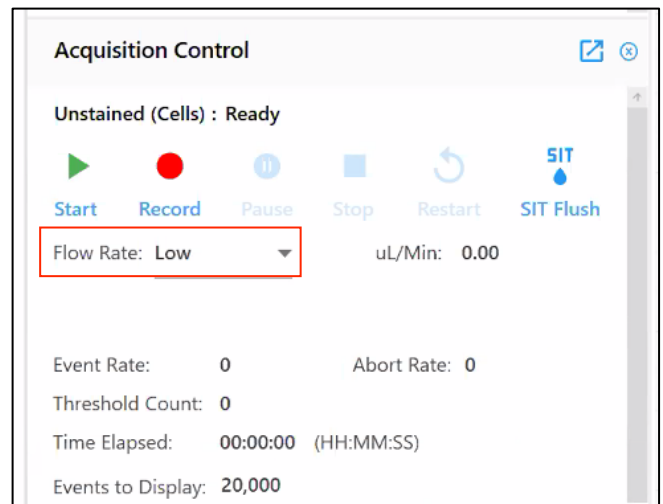 Acquisition Control
Unstained (Cells) : Ready
SIT
Start Record Pause Stop Restart SIT Flush
Flow Rate: Low uL/Min: 0.00
Event Rate: 0 Abort Rate: 0
Threshold Count: 0
Time Elapsed: 00:00:00 (HH:MM:SS)
Events to Display: 20,000